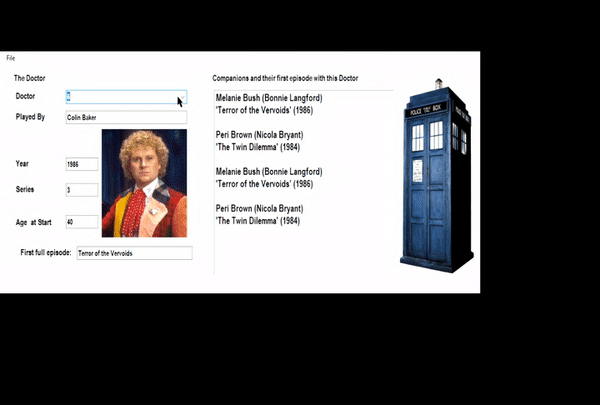 File
The Doctor
Doctor
Played By
Colin Baker
Year
1986
Series
3
Age at Start
40
First full episode:
Terror of the Vervoids
Companions and their first episode with this Doctor
Melanie Bush (Bonnie Langford)
'Terror of the Vervoids' (1986)
Peri Brown (Nicola Bryant)
'The Twin Dilemma' (1984)
Melanie Bush (Bonnie Langford)
'Terror of the Vervoids' (1986)
Peri Brown (Nicola Bryant)
'The Twin Dilemma' (1984)
POLICE BOX